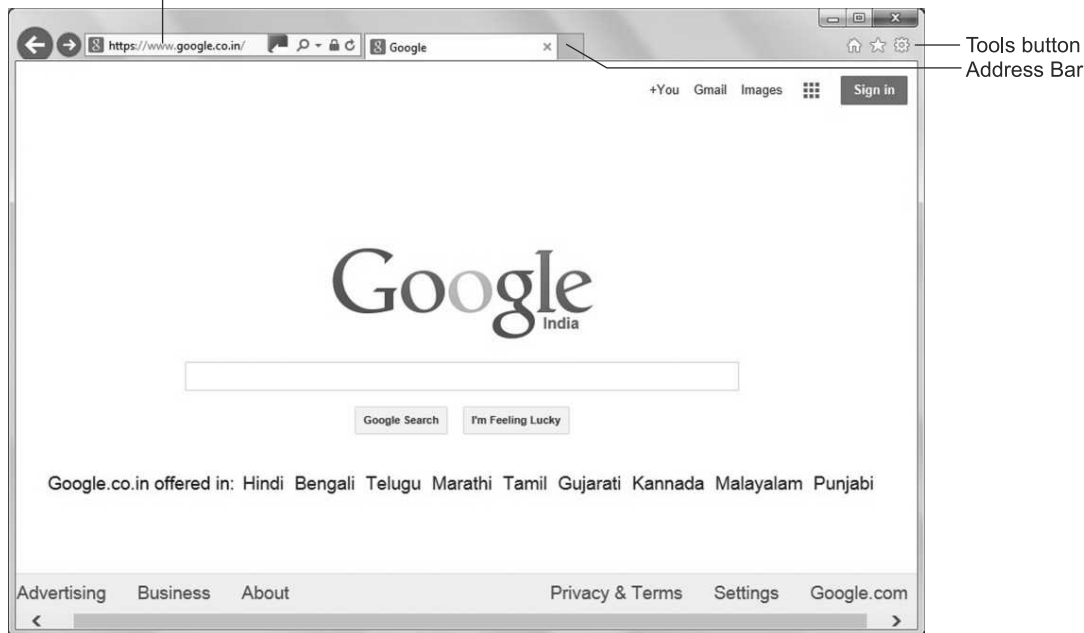 https://www.google.co.in/
Google
Tools button
Address Bar
+You Gmail Images Sign in
Google
India
Google Search I'm Feeling Lucky
Google.co.in offered in: Hindi Bengali Telugu Marathi Tamil Gujarati Kannada Malayalam Punjabi
Advertising Business About Privacy & Terms Settings Google.com